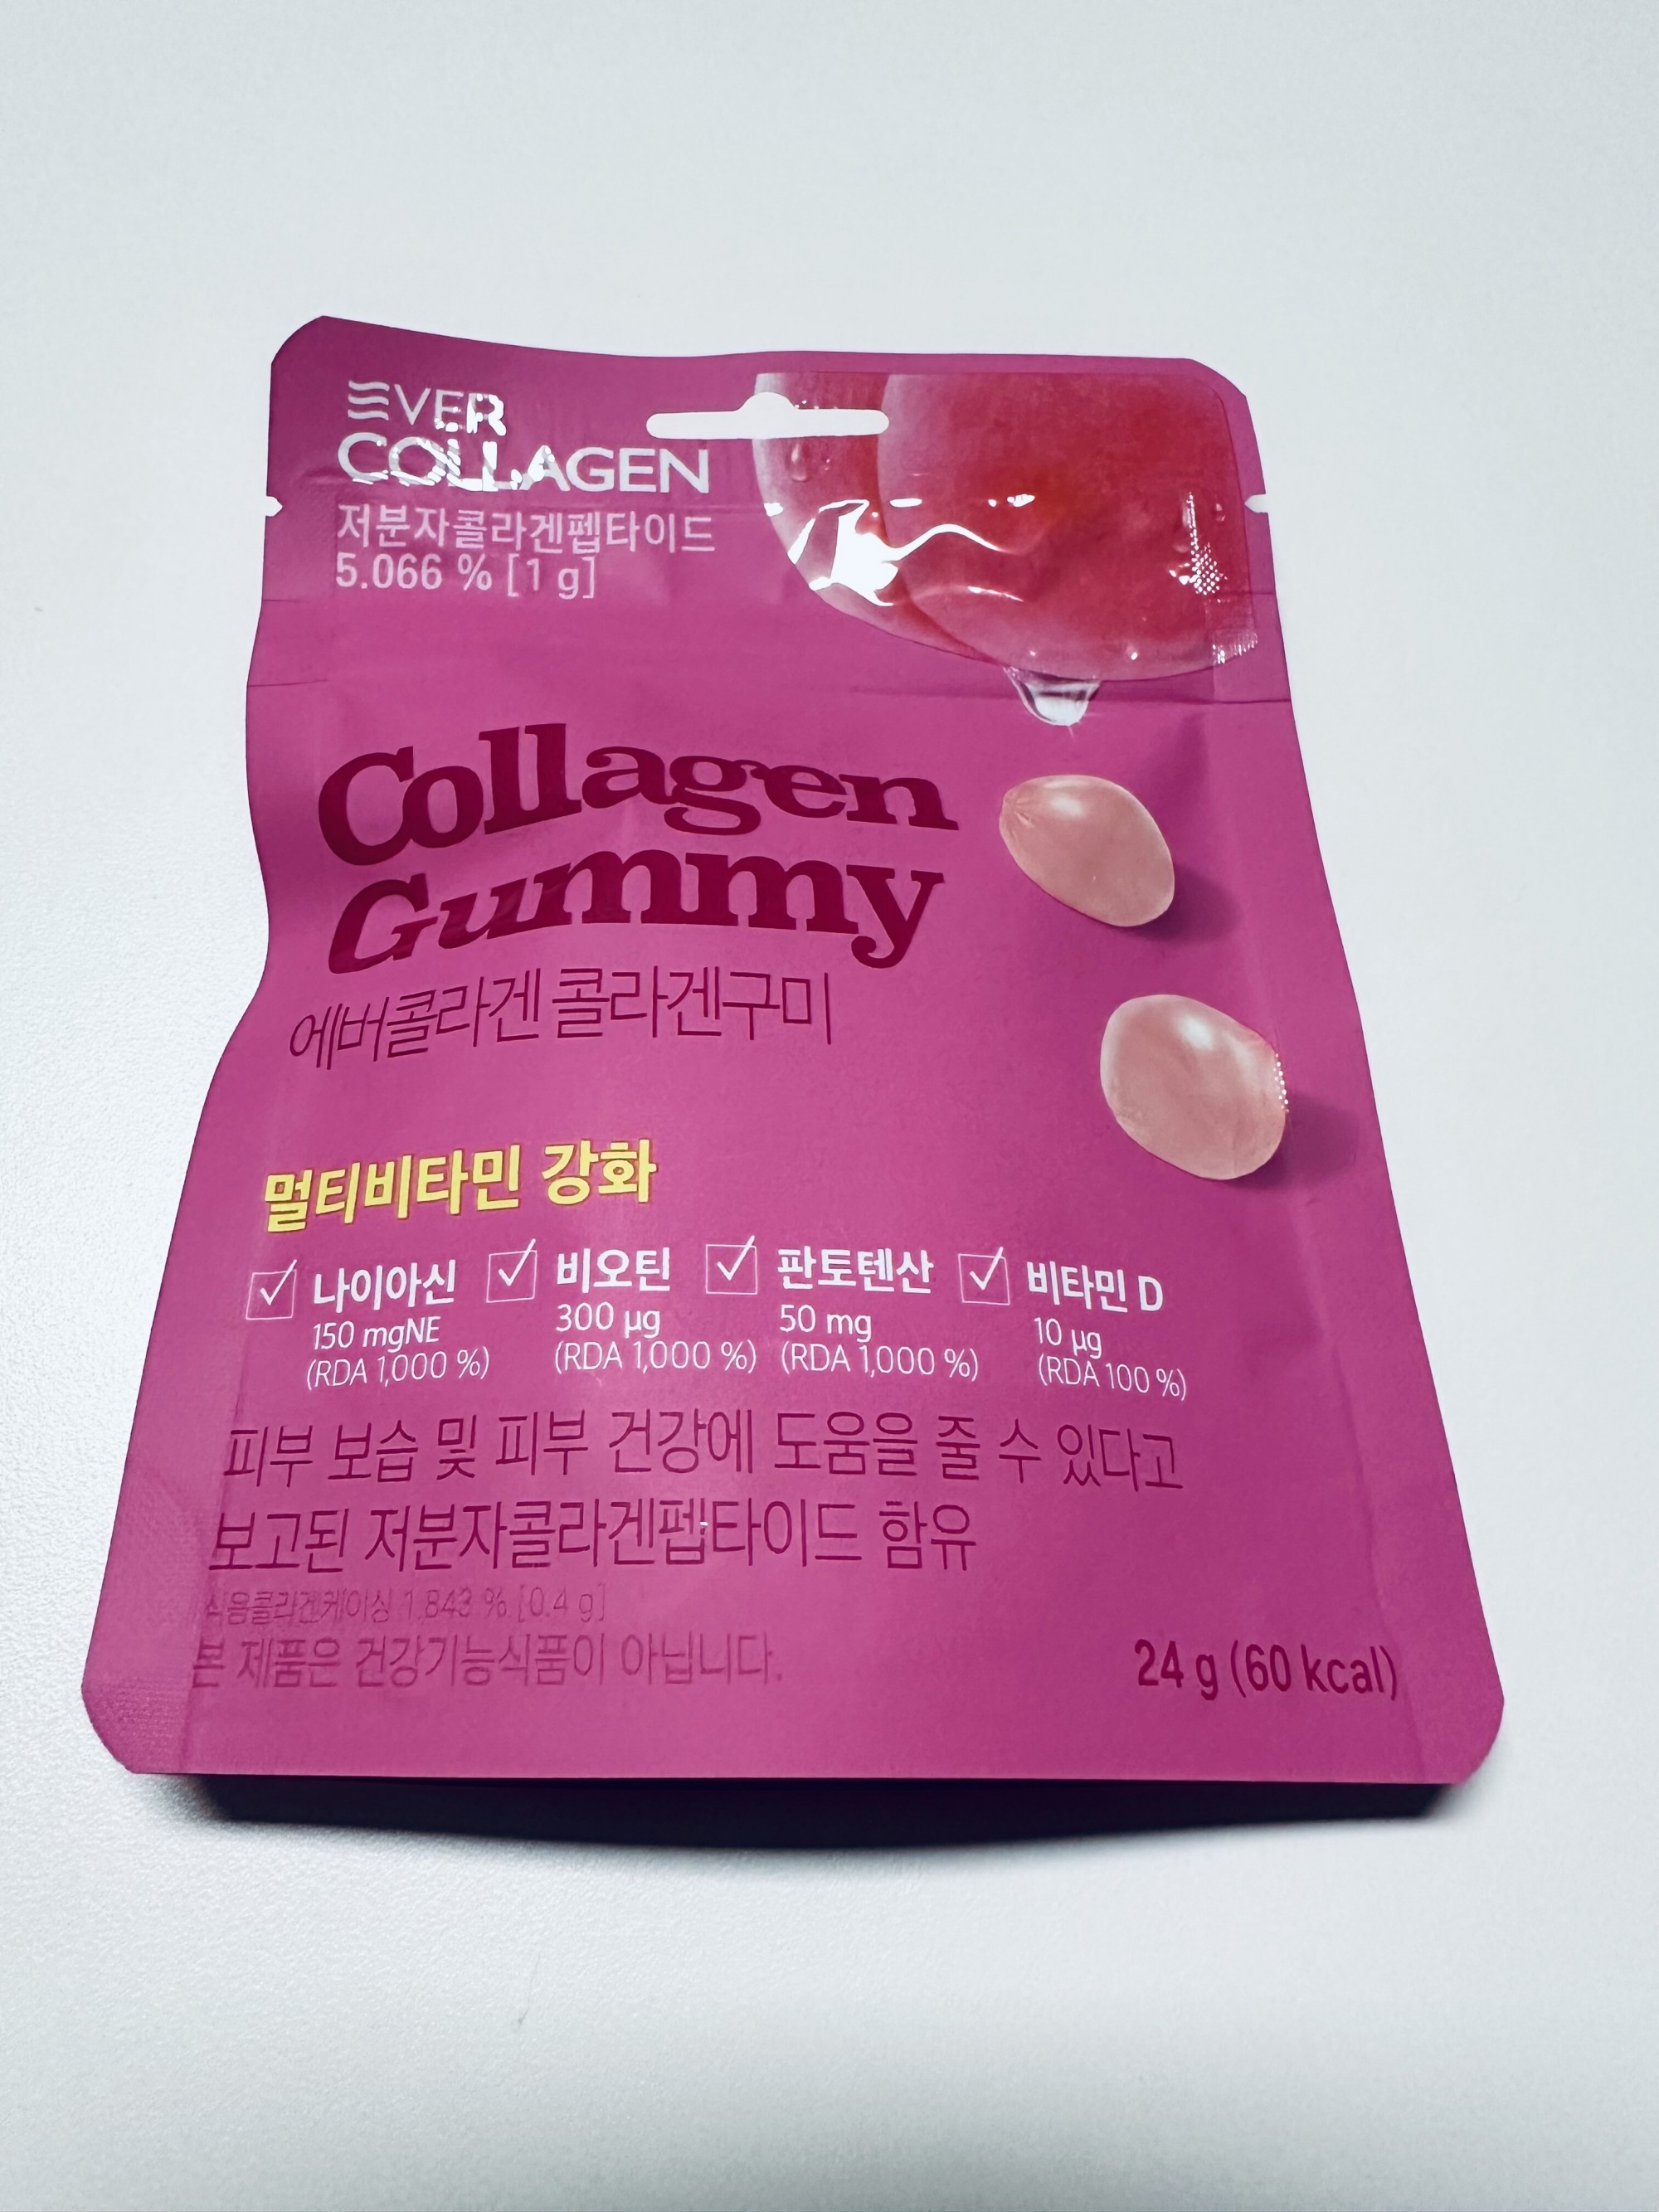 EVER
COLLAGEN
저분자콜라겐펩타이드
5.066 % [1 g]
Collagen
Gummy
에버콜라겐 콜라겐구미
멀티비타민 강화
나이아신 비오틴 판토텐산 비타민 D
150 mgNE 300 µg 50 mg 10 µg
(RDA 1,000 %) (RDA 1,000 %) (RDA 1,000 %) (RDA 100 %)
피부 보습 및 피부 건강에 도움을 줄 수 있다고
보고된 저분자콜라겐펩타이드 함유
식용콜라겐케이싱 1.843 % [0.4 g]
본 제품은 건강기능식품이 아닙니다.
24 g (60 kcal)